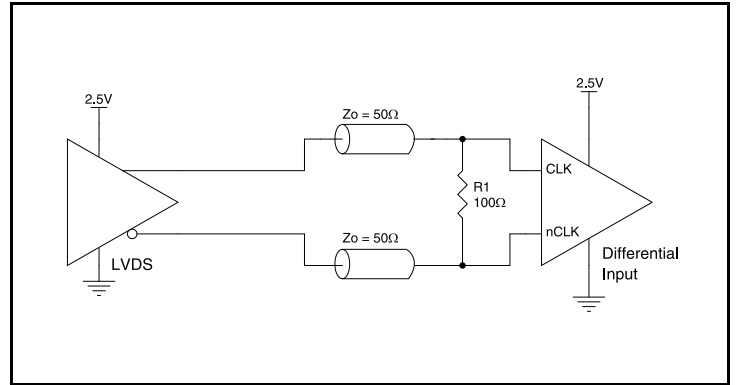 2.5V
2.5V
Zo = 50Ω
CLK
R1
100Ω
Zo = 50Ω
nCLK
LVDS
Differential
Input